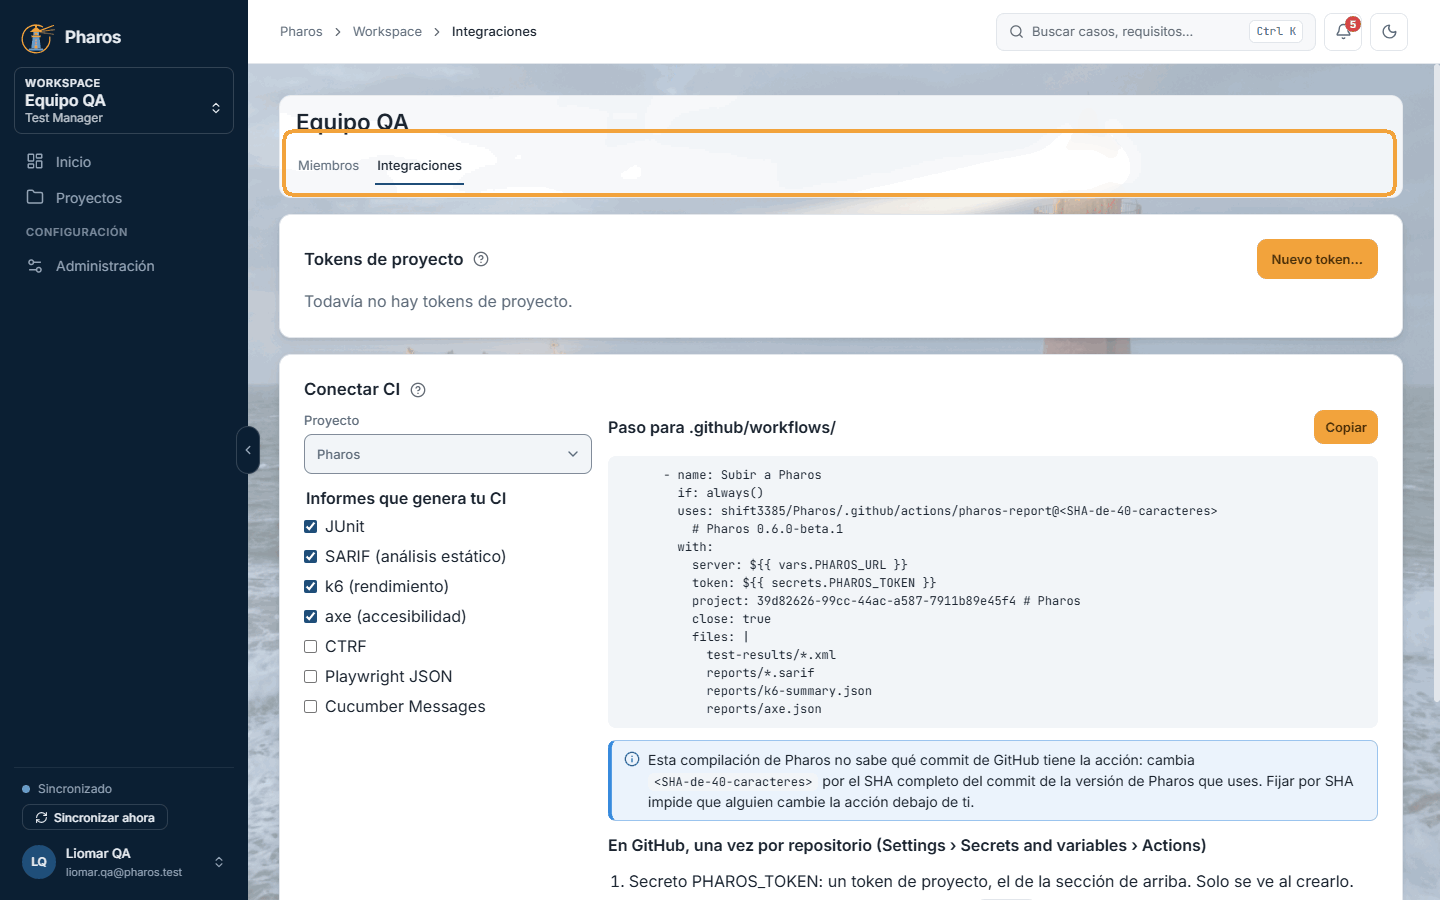 Pharos
WORKSPACE
Equipo QA
Test Manager
Inicio
Proyectos
CONFIGURACIÓN
Administración
Sincronizado
Sincronizar ahora
LQ
Liomar QA
liomar.qa@pharos.test
Pharos > Workspace > Integraciones
Buscar casos, requisitos... Ctrl K
5
Equipo QA
Miembros Integraciones
Tokens de proyecto ?
Nuevo token...
Todavía no hay tokens de proyecto.
Conectar CI ?
Proyecto
Pharos
Informes que genera tu CI
JUnit
SARIF (análisis estático)
k6 (rendimiento)
axe (accesibilidad)
CTRF
Playwright JSON
Cucumber Messages
Paso para .github/workflows/
Copiar
- name: Subir a Pharos
if: always()
uses: shift3385/Pharos/.github/actions/pharos-report@<SHA-de-40-caracteres>
# Pharos 0.6.0-beta.1
with:
server: ${{ vars.PHAROS_URL }}
token: ${{ secrets.PHAROS_TOKEN }}
project: 39d82626-99cc-44ac-a587-7911b89e45f4 # Pharos
close: true
files: |
test-results/*.xml
reports/*.sarif
reports/k6-summary.json
reports/axe.json
Esta compilación de Pharos no sabe qué commit de GitHub tiene la acción: cambia
<SHA-de-40-caracteres> por el SHA completo del commit de la versión de Pharos que uses. Fijar por SHA
impide que alguien cambie la acción debajo de ti.
En GitHub, una vez por repositorio (Settings › Secrets and variables › Actions)
1. Secreto PHAROS_TOKEN: un token de proyecto, el de la sección de arriba. Solo se ve al crearlo.